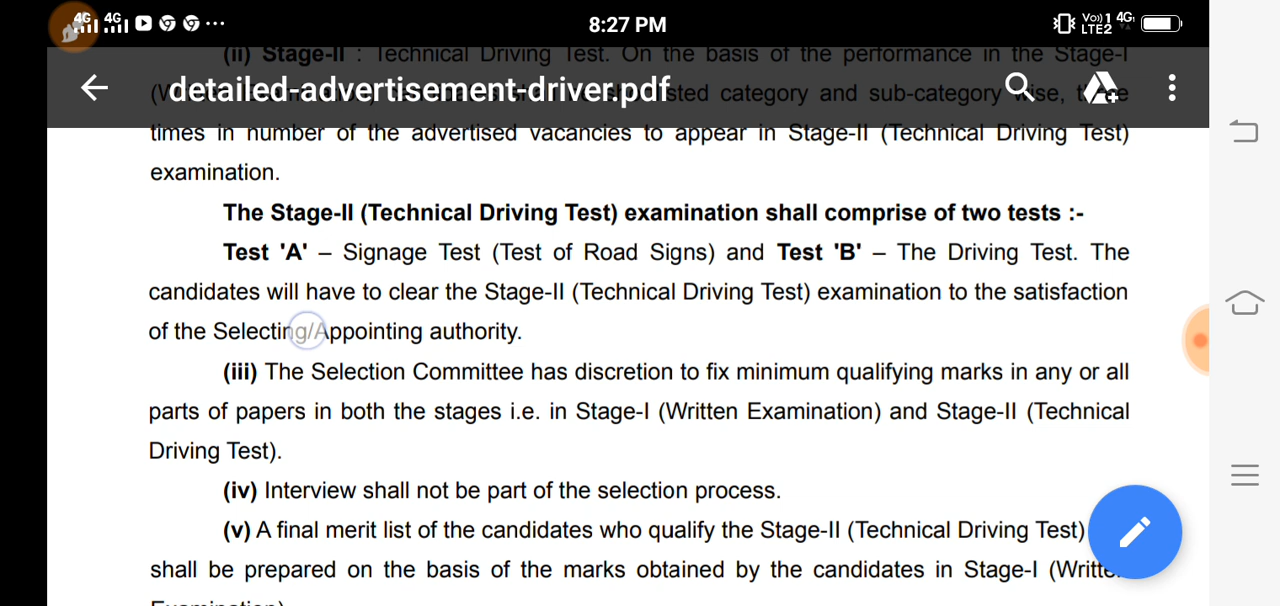 4G 4G 8:27 PM Vo)) 1 4G LTE2
(ii) Stage-II : Technical Driving Test. On the basis of the performance in the Stage-I
detailed-advertisement-driver.pdf
sted category and sub-category wise,
times in number of the advertised vacancies to appear in Stage-II (Technical Driving Test)
examination.
The Stage-II (Technical Driving Test) examination shall comprise of two tests :-
Test 'A' – Signage Test (Test of Road Signs) and Test 'B' – The Driving Test. The
candidates will have to clear the Stage-II (Technical Driving Test) examination to the satisfaction
of the Selecting/Appointing authority.
(iii) The Selection Committee has discretion to fix minimum qualifying marks in any or all
parts of papers in both the stages i.e. in Stage-I (Written Examination) and Stage-II (Technical
Driving Test).
(iv) Interview shall not be part of the selection process.
(v) A final merit list of the candidates who qualify the Stage-II (Technical Driving Test)
shall be prepared on the basis of the marks obtained by the candidates in Stage-I (Writte